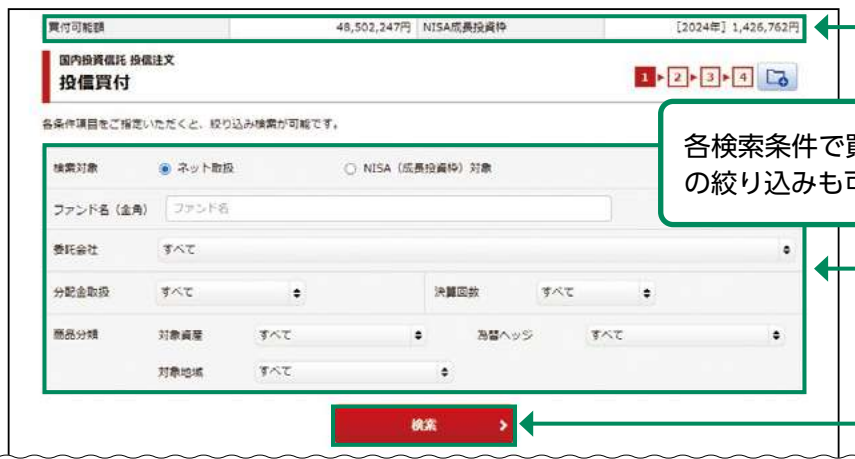 買付可能額 48,502,247円 NISA成長投資枠 [2024年] 1,426,762円
国内投資信託 投信注文
投信買付
1 2 3 4
各条件項目をご指定いただくと、絞り込み検索が可能です。
各検索条件で買
の絞り込みも可
検索対象 ネット取扱 NISA（成長投資枠）対象
ファンド名（全角） ファンド名
委託会社 すべて
分配金取扱 すべて 決算回数 すべて
商品分類 対象資産 すべて 為替ヘッジ すべて
対象地域 すべて
検索